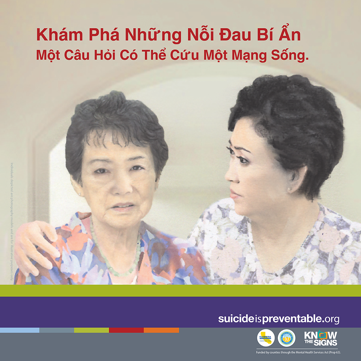 Khám Phá Những Nỗi Đau Bí Ẩn
Một Câu Hỏi Có Thể Cứu Một Mạng Sống.
suicideispreventable.org
KNOW
THE SIGNS